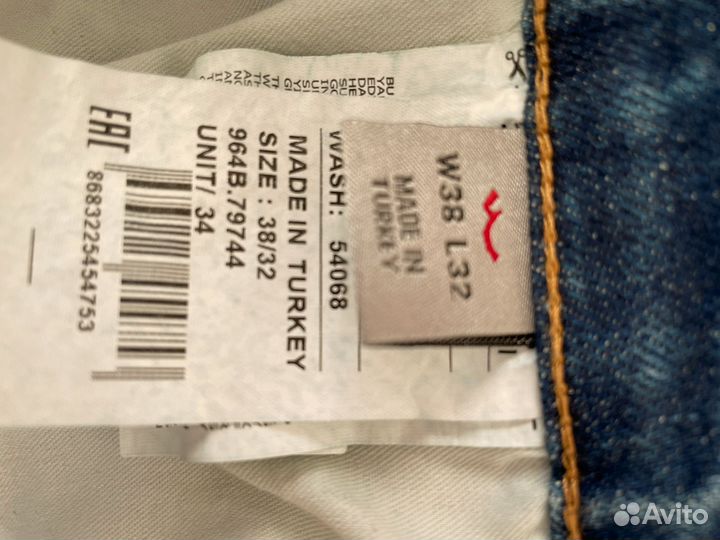 W38 L32
MADE IN
TURKEY
WASH: 54068
MADE IN TURKEY
SIZE : 38/32
964B.79744
UNIT/ 34
EAC
8683225454753
Avito